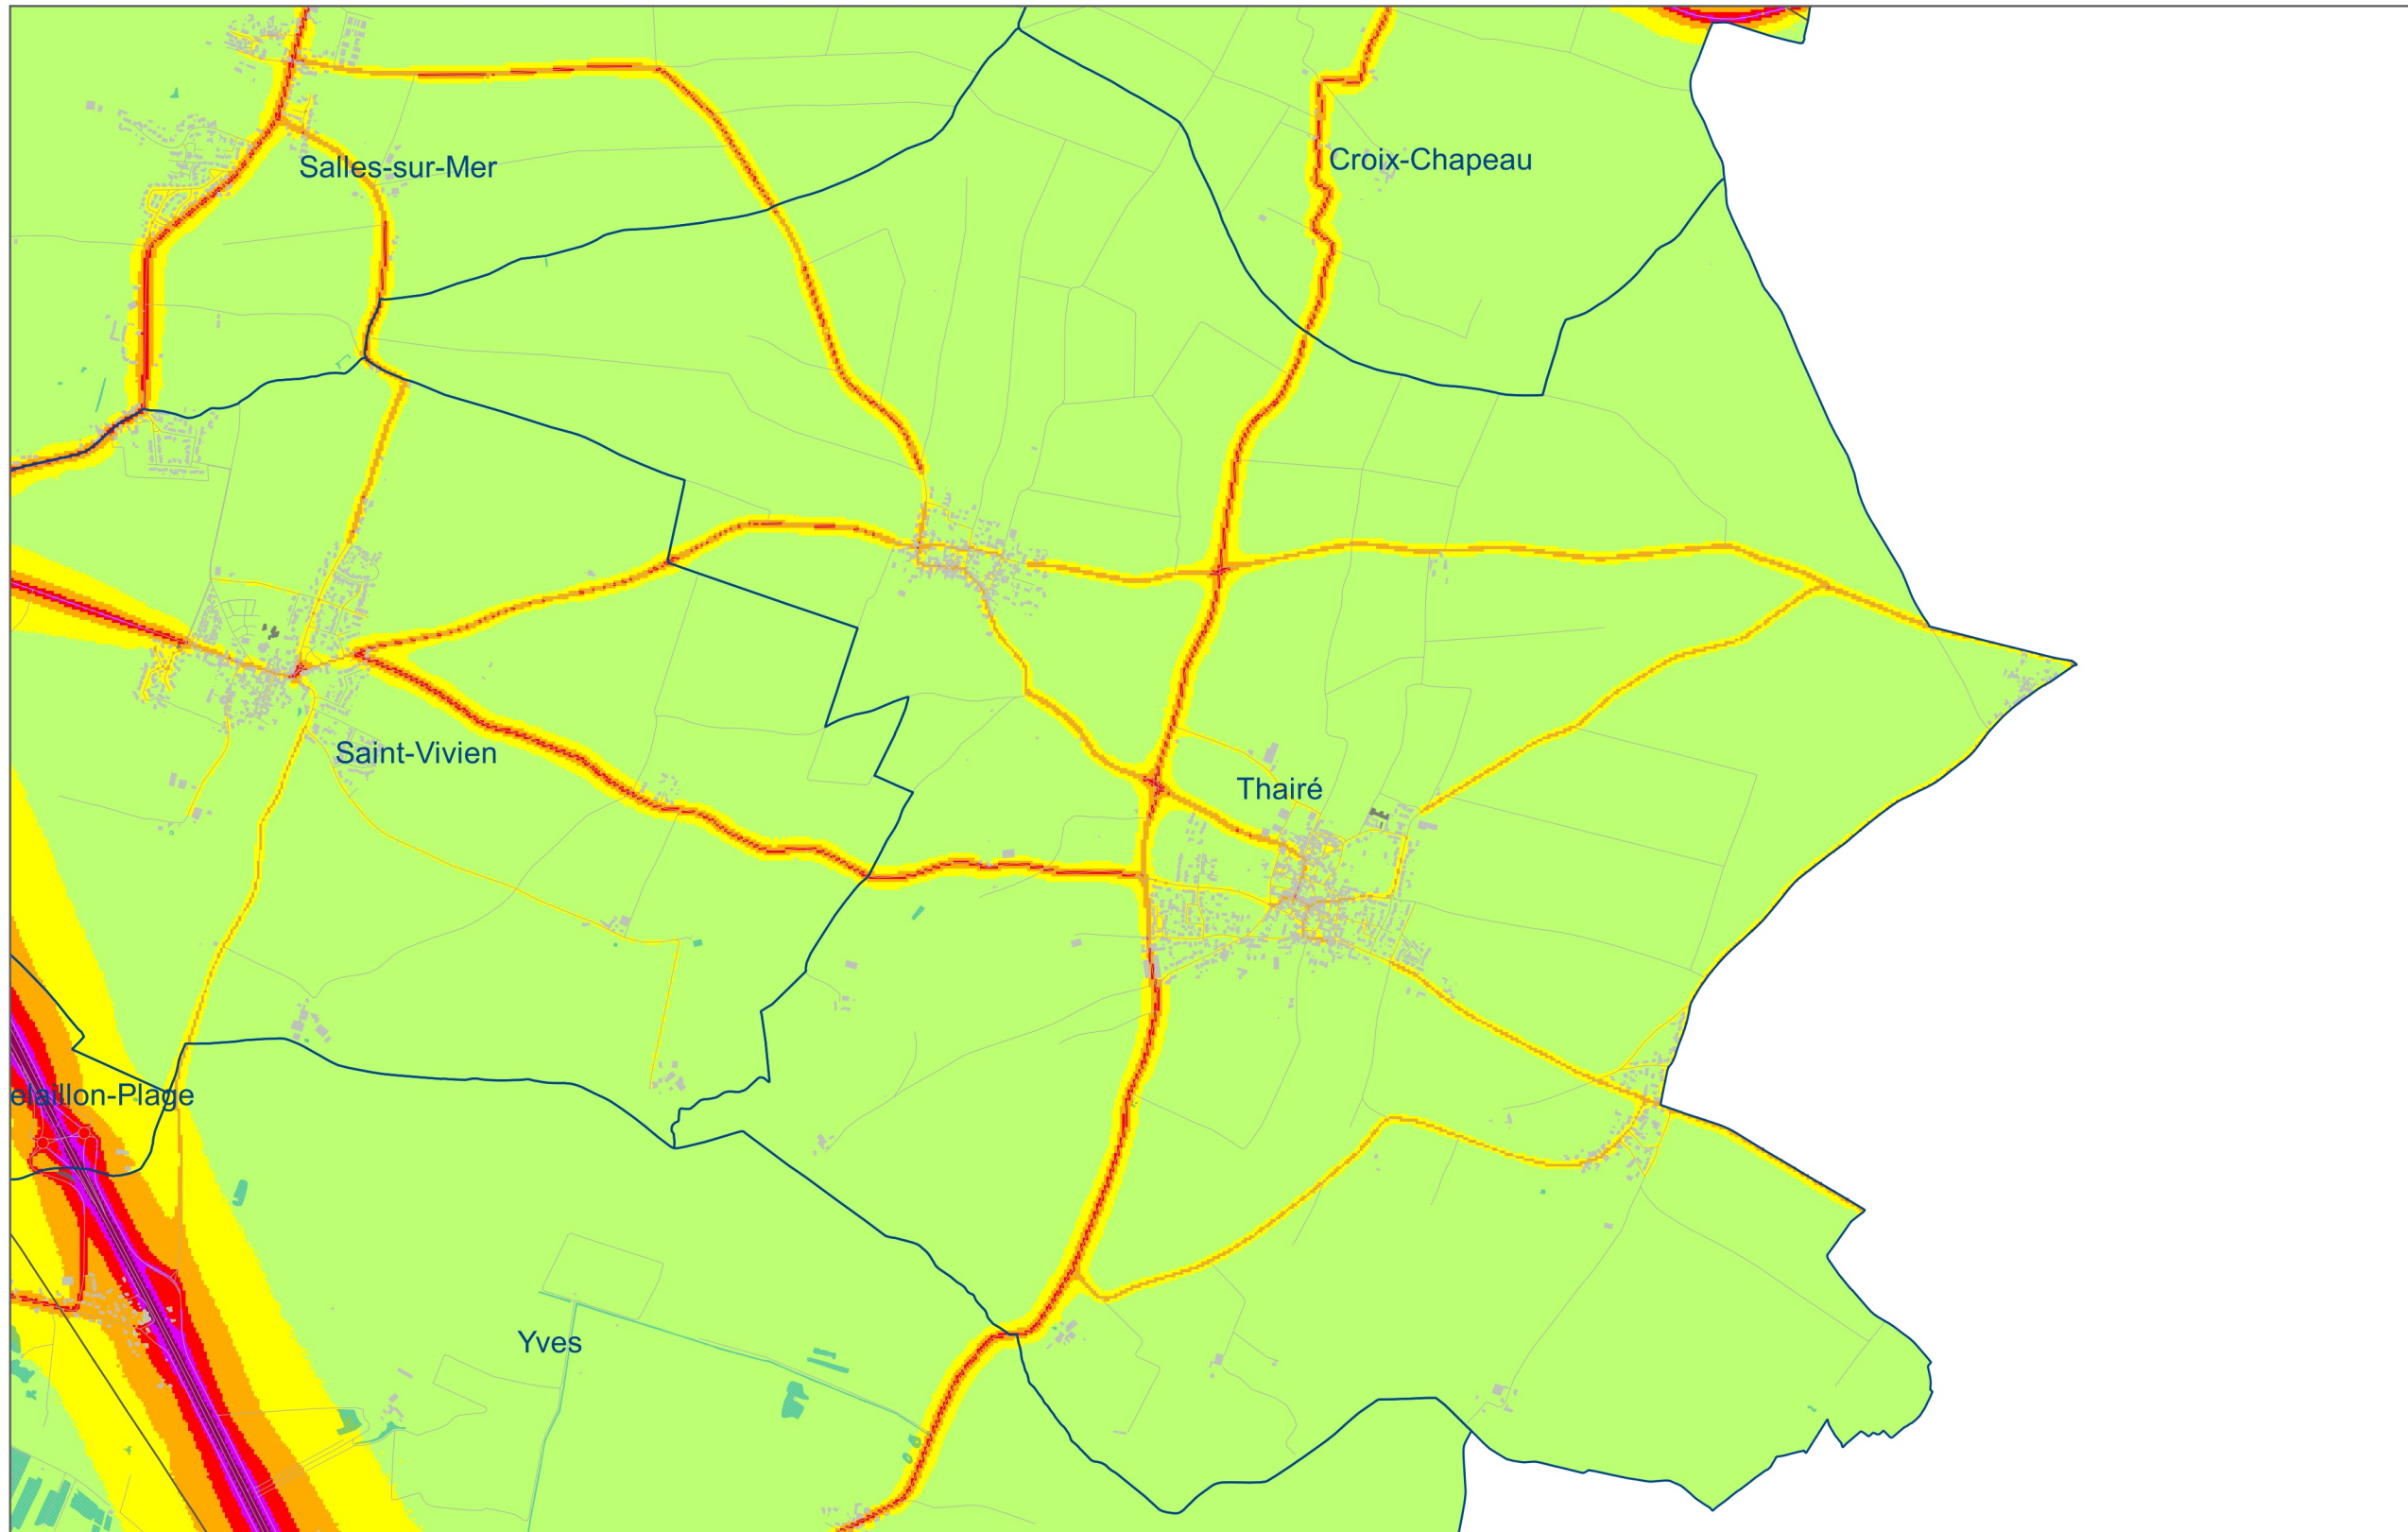 Croix-Chapeau
Salles-sur-Mer
Saint-Vivien
Thairé
elaillon-Plage
Yves